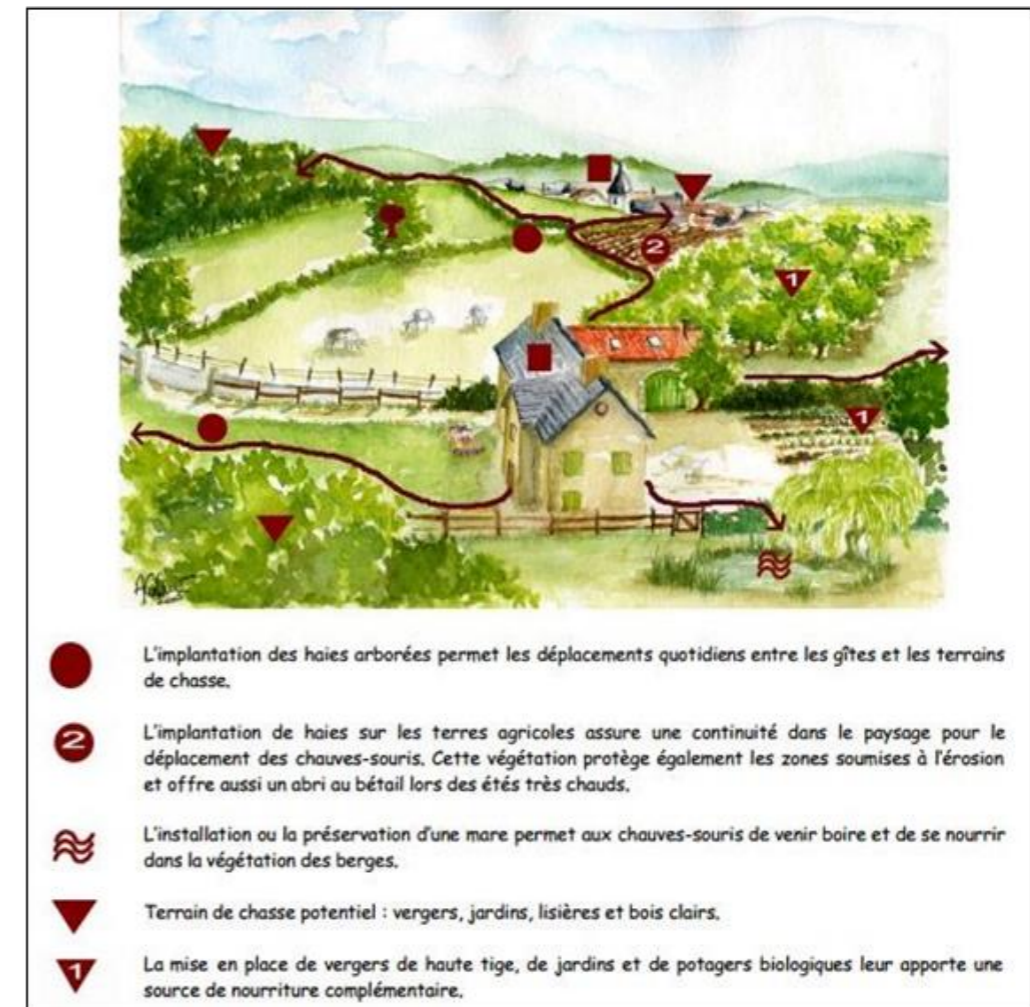 1
2
1
L'implantation des haies arborées permet les déplacements quotidiens entre les gîtes et les terrains
de chasse.
2
L'implantation de haies sur les terres agricoles assure une continuité dans le paysage pour le
déplacement des chauves-souris. Cette végétation protège également les zones soumises à l'érosion
et offre aussi un abri au bétail lors des étés très chauds.
L'installation ou la préservation d'une mare permet aux chauves-souris de venir boire et de se nourrir
dans la végétation des berges.
Terrain de chasse potentiel : vergers, jardins, lisières et bois clairs.
1
La mise en place de vergers de haute tige, de jardins et de potagers biologiques leur apporte une
source de nourriture complémentaire.